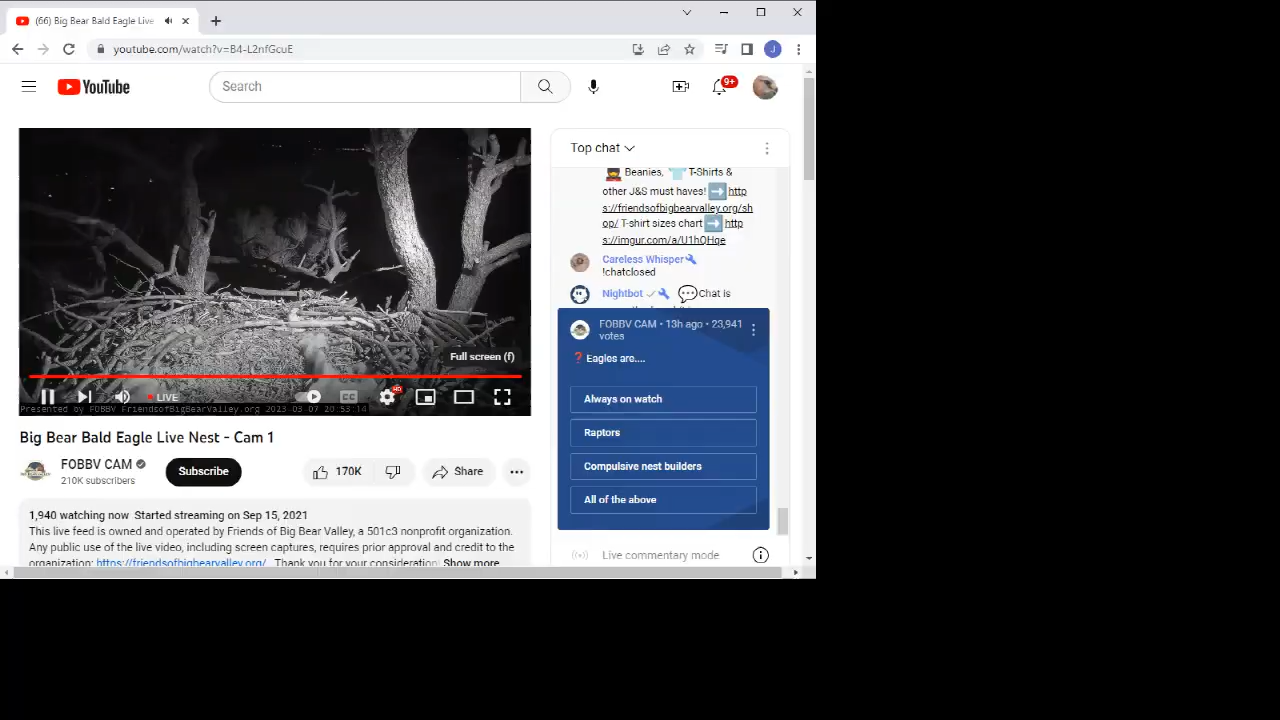 (66) Big Bear Bald Eagle Live
youtube.com/watch?v=B4-L2nfGcuE
J
YouTube
Search
9+
Full screen (f)
LIVE
CC
HD
Presented by FOBBV FriendsofBigBearValley.org 2023-03-07 20:53:14
Big Bear Bald Eagle Live Nest - Cam 1
FOBBV CAM
210K subscribers
Subscribe
170K
Share
1,940 watching now Started streaming on Sep 15, 2021
This live feed is owned and operated by Friends of Big Bear Valley, a 501c3 nonprofit organization.
Any public use of the live video, including screen captures, requires prior approval and credit to the
organization: https://friendsofbigbearvalley.org/ . Thank you for your consideration! Show more
Top chat
Beanies, T-Shirts &
other J&S must haves! http
s://friendsofbigbearvalley.org/sh
op/ T-shirt sizes chart http
s://imgur.com/a/U1hQHqe
Careless Whisper
!chatclosed
Nightbot Chat is
FOBBV CAM • 13h ago • 23,941
votes
❓Eagles are....
Always on watch
Raptors
Compulsive nest builders
All of the above
Live commentary mode